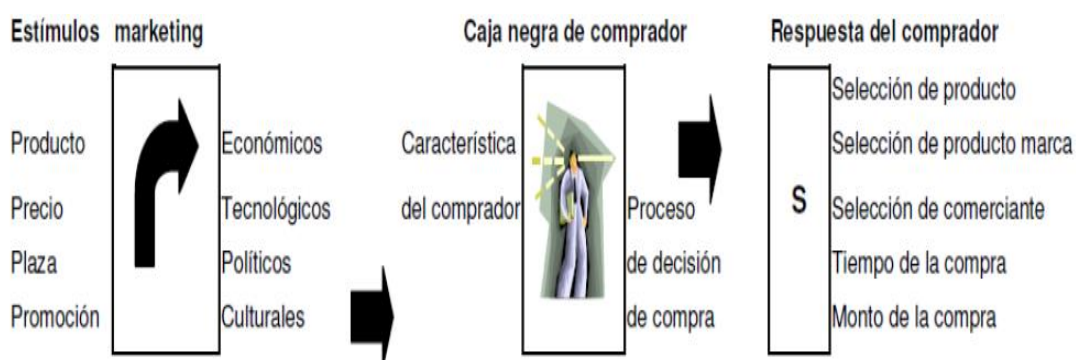 Estímulos marketing
Producto
Precio
Plaza
Promoción
Económicos
Tecnológicos
Políticos
Culturales
Caja negra de comprador
Característica
del comprador
Proceso
de decisión
de compra
Respuesta del comprador
S
Selección de producto
Selección de producto marca
Selección de comerciante
Tiempo de la compra
Monto de la compra